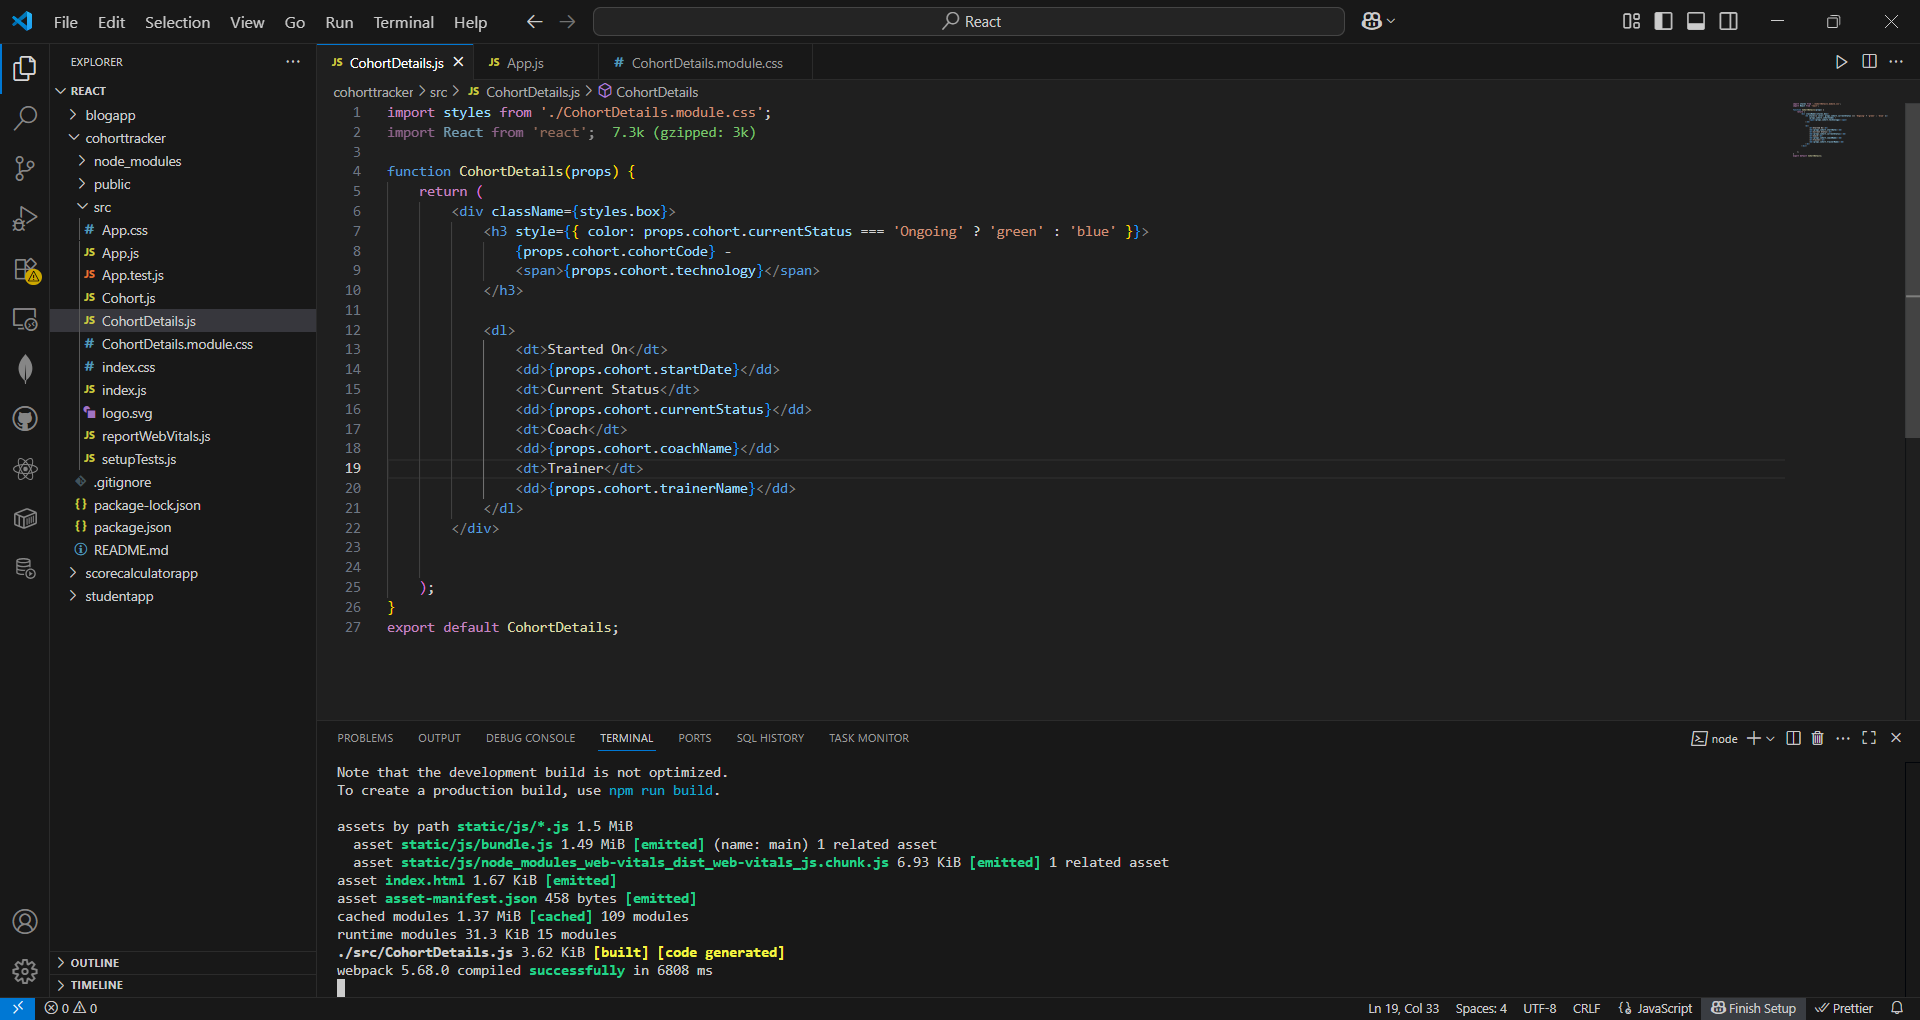 File Edit Selection View Go Run Terminal Help
React
EXPLORER
REACT
blogapp
cohorttracker
node_modules
public
src
# App.css
JS App.js
JS App.test.js
JS Cohort.js
JS CohortDetails.js
# CohortDetails.module.css
# index.css
JS index.js
logo.svg
JS reportWebVitals.js
JS setupTests.js
.gitignore
{} package-lock.json
{} package.json
README.md
scorecalculatorapp
studentapp
OUTLINE
TIMELINE
JS CohortDetails.js JS App.js # CohortDetails.module.css
cohorttracker > src > JS CohortDetails.js > CohortDetails
1 import styles from './CohortDetails.module.css';
2 import React from 'react'; 7.3k (gzipped: 3k)
3
4 function CohortDetails(props) {
5 return (
6 <div className={styles.box}>
7 <h3 style={{ color: props.cohort.currentStatus === 'Ongoing' ? 'green' : 'blue' }}>
8 {props.cohort.cohortCode} -
9 <span>{props.cohort.technology}</span>
10 </h3>
11
12 <dl>
13 <dt>Started On</dt>
14 <dd>{props.cohort.startDate}</dd>
15 <dt>Current Status</dt>
16 <dd>{props.cohort.currentStatus}</dd>
17 <dt>Coach</dt>
18 <dd>{props.cohort.coachName}</dd>
19 <dt>Trainer</dt>
20 <dd>{props.cohort.trainerName}</dd>
21 </dl>
22 </div>
23
24
25 );
26 }
27 export default CohortDetails;
PROBLEMS OUTPUT DEBUG CONSOLE TERMINAL PORTS SQL HISTORY TASK MONITOR
node
Note that the development build is not optimized.
To create a production build, use npm run build.
assets by path static/js/*.js 1.5 MiB
asset static/js/bundle.js 1.49 MiB [emitted] (name: main) 1 related asset
asset static/js/node_modules_web-vitals_dist_web-vitals_js.chunk.js 6.93 KiB [emitted] 1 related asset
asset index.html 1.67 KiB [emitted]
asset asset-manifest.json 458 bytes [emitted]
cached modules 1.37 MiB [cached] 109 modules
runtime modules 31.3 KiB 15 modules
./src/CohortDetails.js 3.62 KiB [built] [code generated]
webpack 5.68.0 compiled successfully in 6808 ms
0 0 Ln 19, Col 33 Spaces: 4 UTF-8 CRLF {} JavaScript Finish Setup Prettier